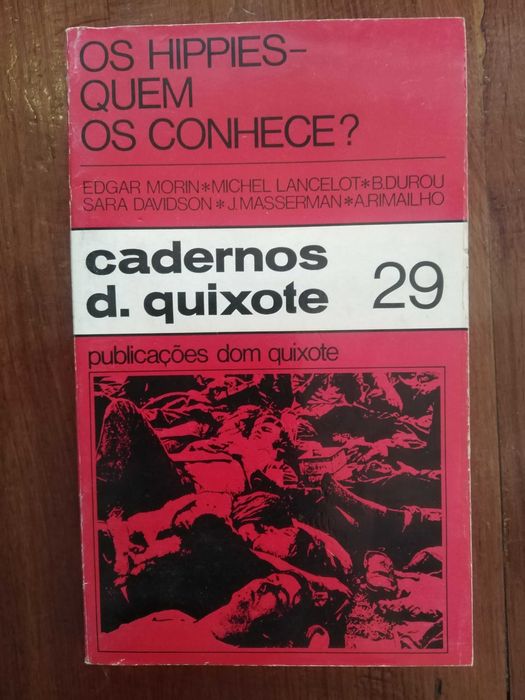 OS HIPPIES-
QUEM
OS CONHECE?
EDGAR MORIN*MICHEL LANCELOT*B.DUROU
SARA DAVIDSON*J.MASSERMAN*A.RIMAILHO
cadernos
d. quixote 29
publicações dom quixote